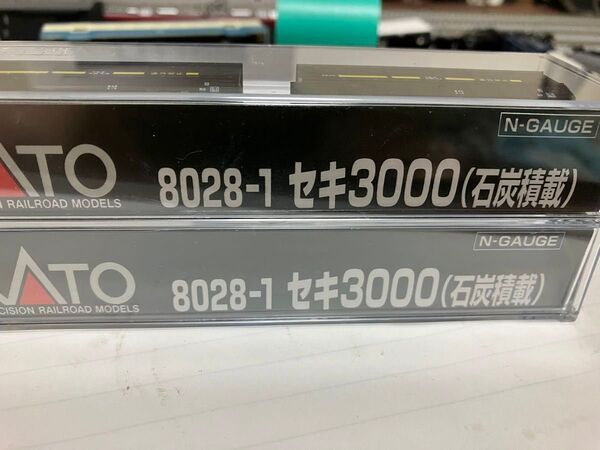 N-GAUGE
ATO 8028-1 セキ3000(石炭積載)
N RAILROAD MODELS
N-GAUGE
KATO 8028-1 セキ3000(石炭積載)
CISION RAILROAD MODELS